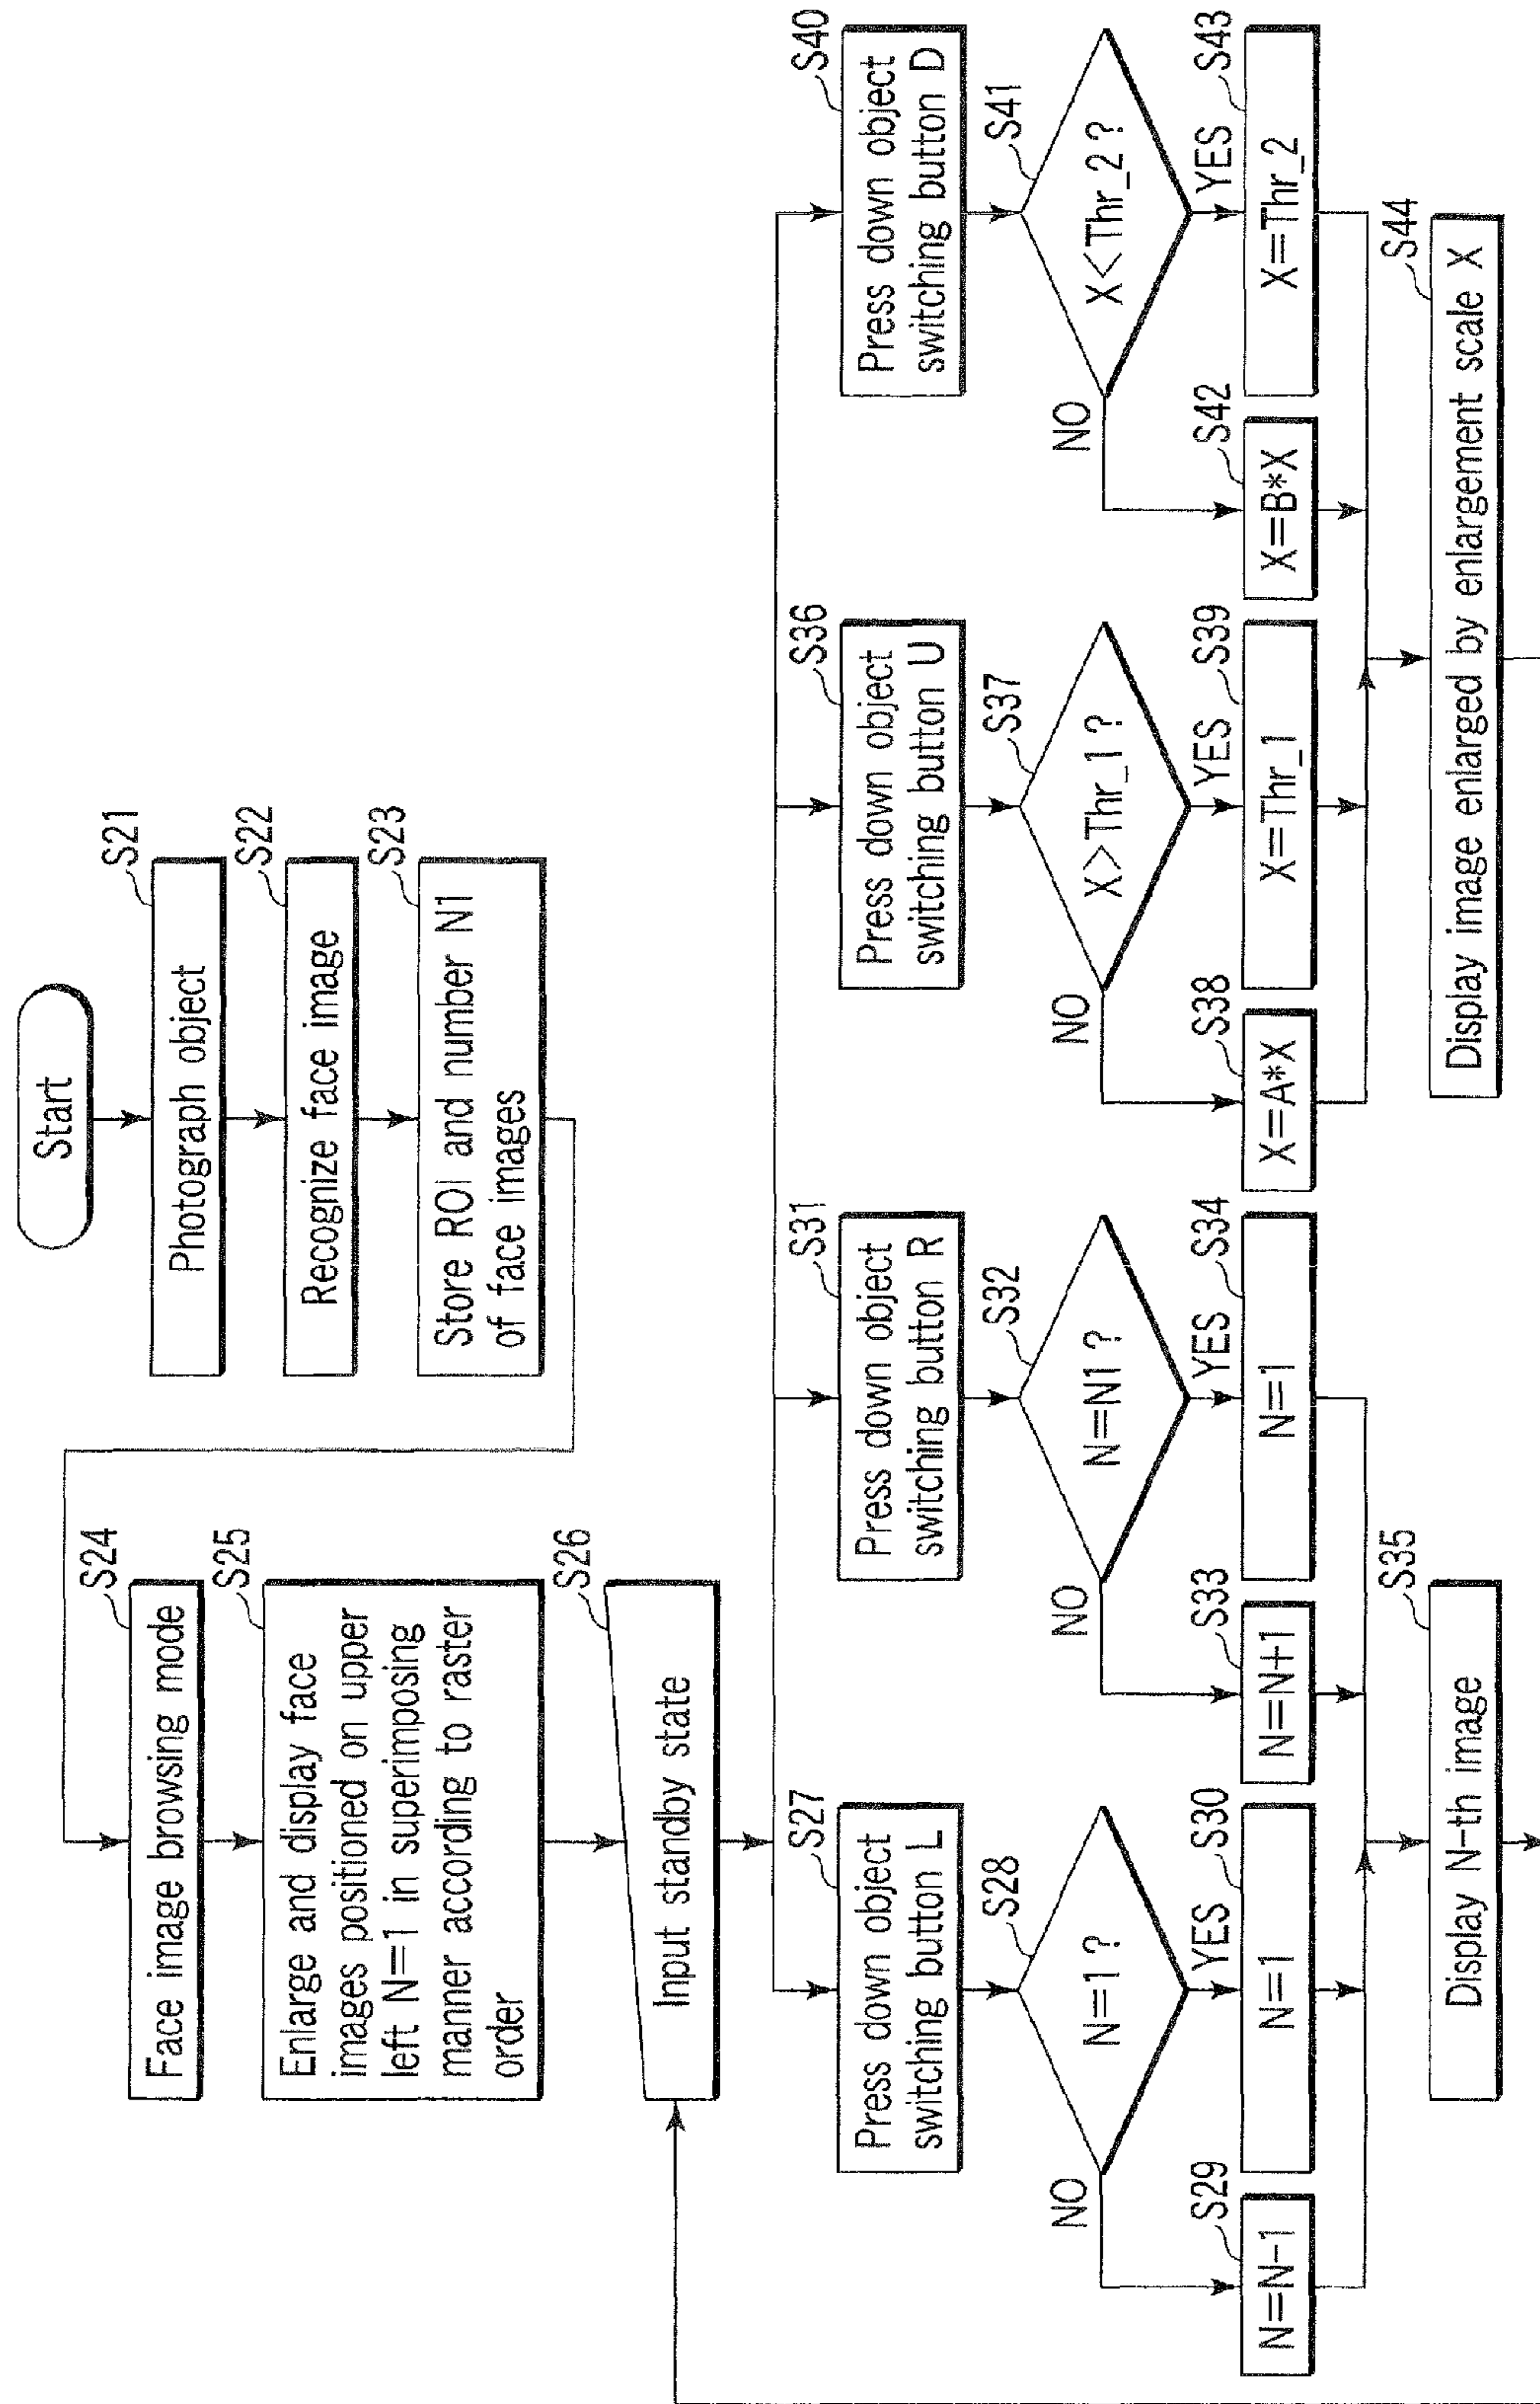 Start
S21
Photograph object
S22
Recognize face image
S23
Store ROI and number N1
of face images
S24
Face image browsing mode
S25
Enlarge and display face
images positioned on upper
left N=1 in superimposing
manner according to raster
order
S26
Input standby state
S27
Press down object
switching button L
S28
N=1 ?
NO
YES
S29
N=N-1
S30
N=1
S31
Press down object
switching button R
S32
N=N1 ?
NO
YES
S33
N=N+1
S34
N=1
S35
Display N-th image
S36
Press down object
switching button U
S37
X>Thr_1 ?
NO
YES
S38
X=A*X
S39
X=Thr_1
S40
Press down object
switching button D
S41
X<Thr_2 ?
NO
YES
S42
X=B*X
S43
X=Thr_2
S44
Display image enlarged by enlargement scale X